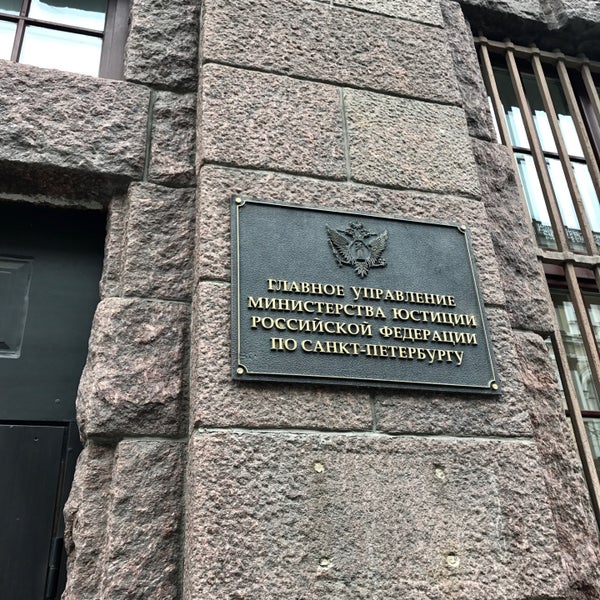 ГЛАВНОЕ УПРАВЛЕНИЕ
МИНИСТЕРСТВА ЮСТИЦИИ
РОССИЙСКОЙ ФЕДЕРАЦИИ
ПО САНКТ-ПЕТЕРБУРГУ